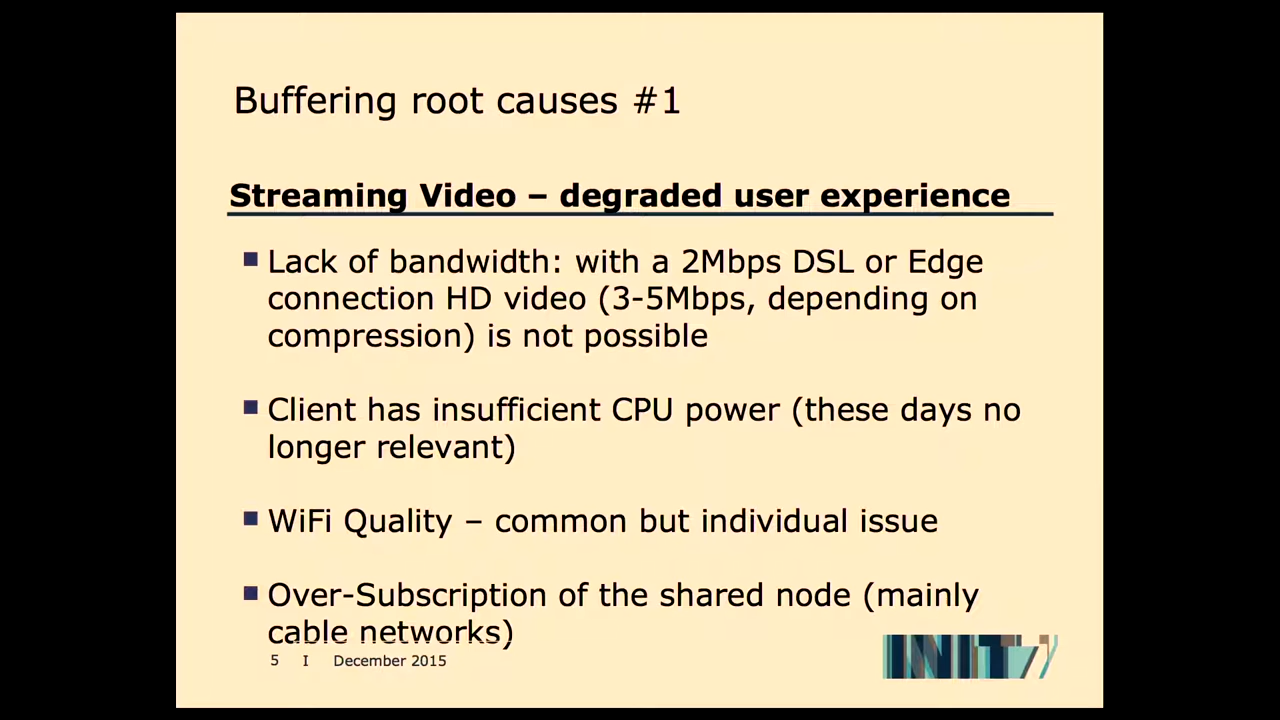 Buffering root causes #1
Streaming Video – degraded user experience
Lack of bandwidth: with a 2Mbps DSL or Edge
connection HD video (3-5Mbps, depending on
compression) is not possible
Client has insufficient CPU power (these days no
longer relevant)
WiFi Quality – common but individual issue
Over-Subscription of the shared node (mainly
cable networks)
5 I December 2015
INIT7